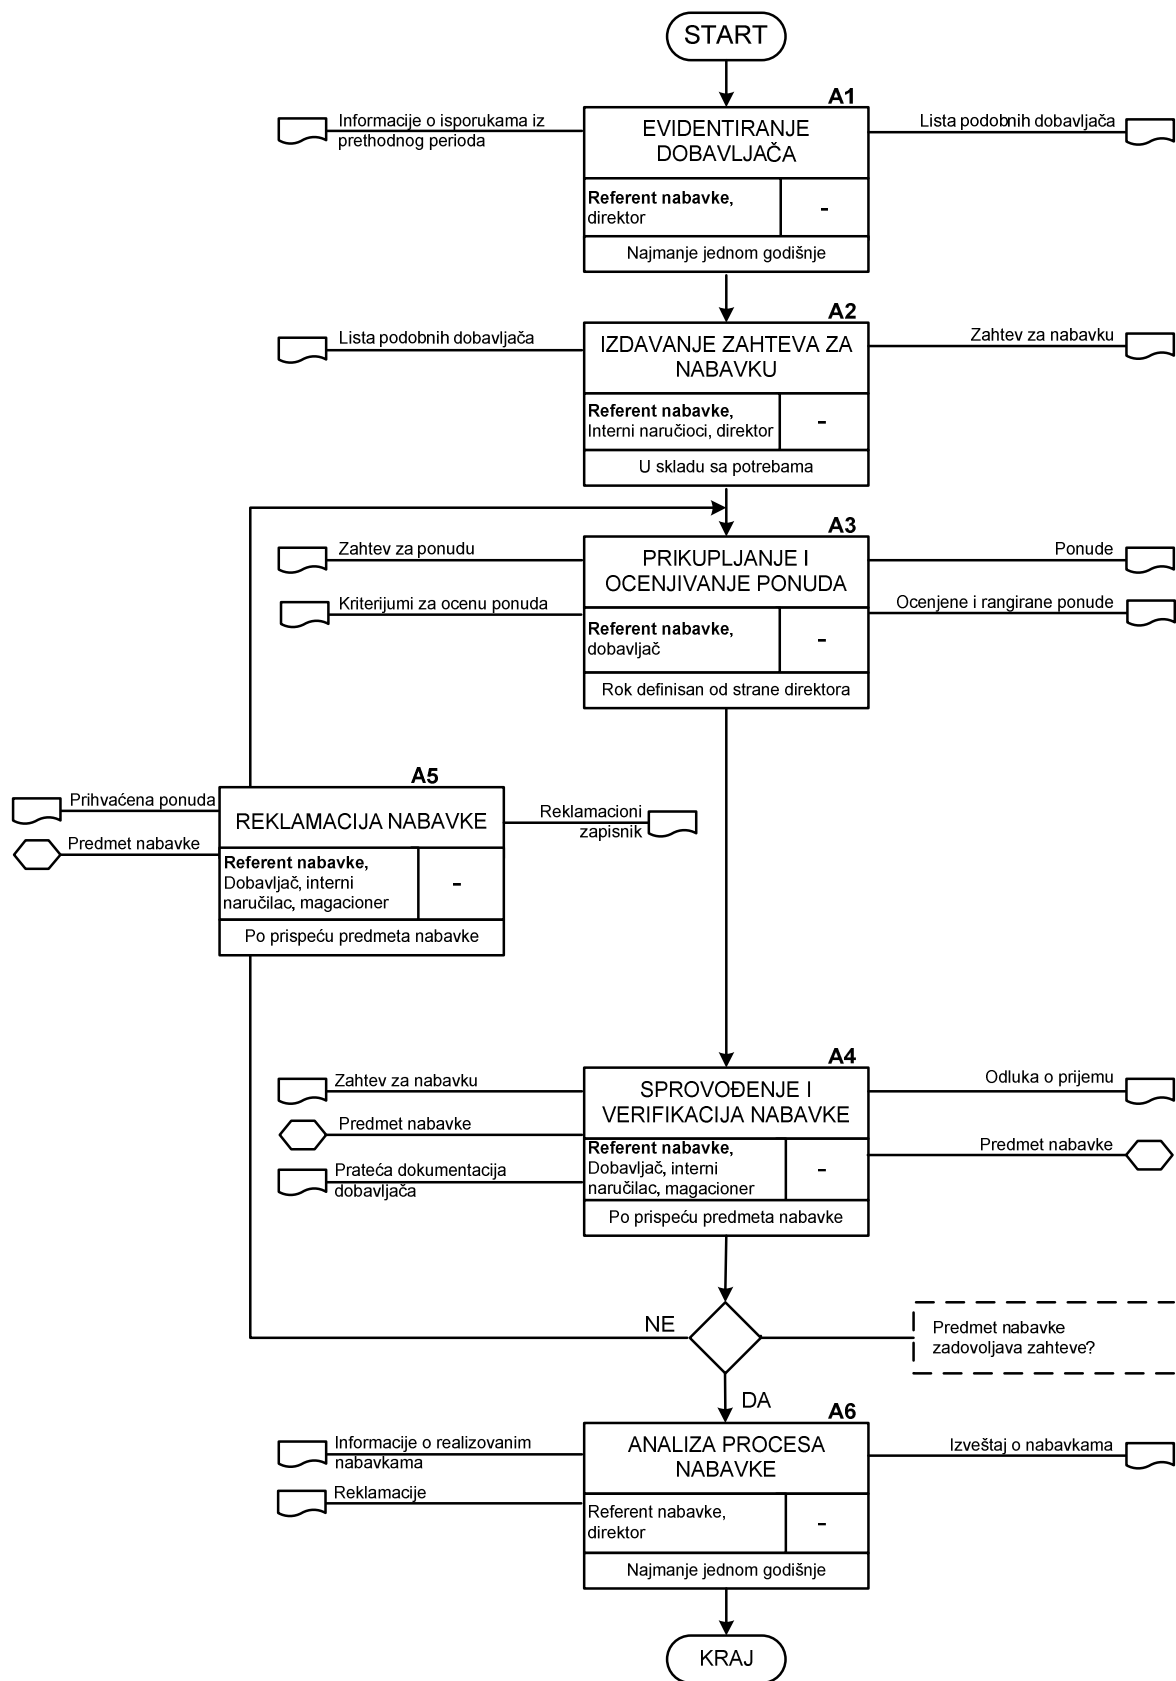 START
A1
Informacije o isporukama iz
prethodnog perioda
EVIDENTIRANJE
DOBAVLJAČA
Lista podobnih dobavljača
Referent nabavke,
direktor
-
Najmanje jednom godišnje
A2
Lista podobnih dobavljača
IZDAVANJE ZAHTEVA ZA
NABAVKU
Zahtev za nabavku
Referent nabavke,
Interni naručioci, direktor
-
U skladu sa potrebama
A3
Zahtev za ponudu
Kriterijumi za ocenu ponuda
PRIKUPLJANJE I
OCENJIVANJE PONUDA
Ponude
Ocenjene i rangirane ponude
Referent nabavke,
dobavljač
-
Rok definisan od strane direktora
A5
Prihvaćena ponuda
Predmet nabavke
REKLAMACIJA NABAVKE
Reklamacioni
zapisnik
Referent nabavke,
Dobavljač, interni
naručilac, magacioner
-
Po prispeću predmeta nabavke
A4
Zahtev za nabavku
Predmet nabavke
Prateća dokumentacija
dobavljača
SPROVOĐENJE I
VERIFIKACIJA NABAVKE
Odluka o prijemu
Predmet nabavke
Referent nabavke,
Dobavljač, interni
naručilac, magacioner
-
Po prispeću predmeta nabavke
NE
Predmet nabavke
zadovoljava zahteve?
DA
A6
Informacije o realizovanim
nabavkama
Reklamacije
ANALIZA PROCESA
NABAVKE
Izveštaj o nabavkama
Referent nabavke,
direktor
-
Najmanje jednom godišnje
KRAJ